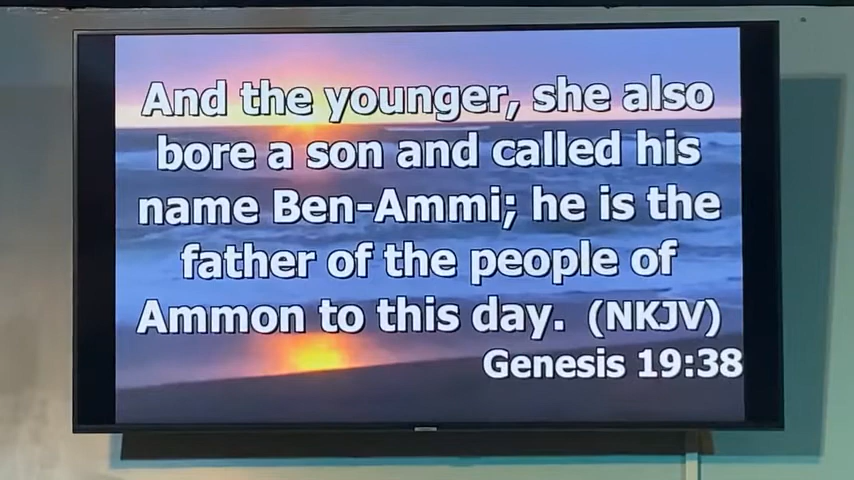 And the younger, she also
bore a son and called his
name Ben-Ammi; he is the
father of the people of
Ammon to this day. (NKJV)
Genesis 19:38